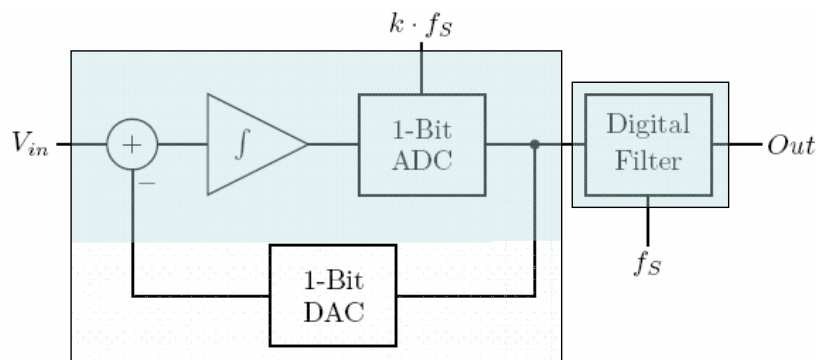 k · f_S
V_in
+
−
∫
1-Bit
ADC
Digital
Filter
Out
f_S
1-Bit
DAC